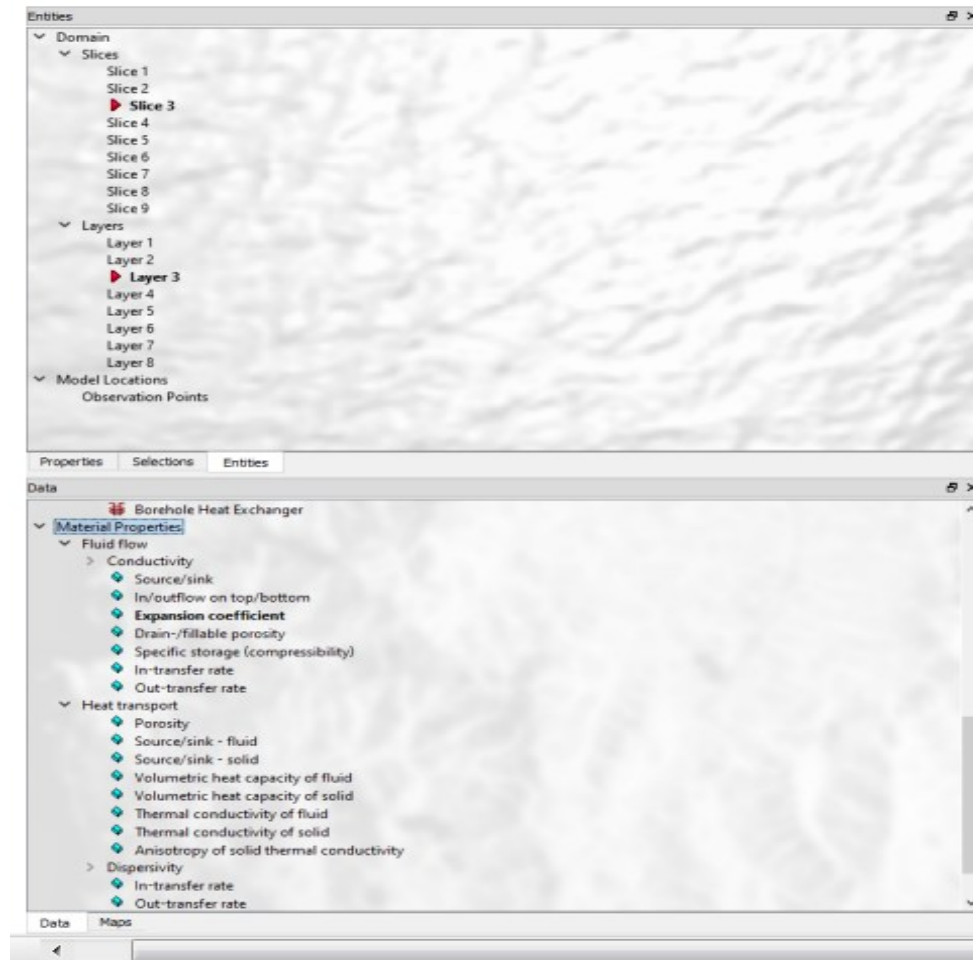 Entities
Domain
Slices
Slice 1
Slice 2
Slice 3
Slice 4
Slice 5
Slice 6
Slice 7
Slice 8
Slice 9
Layers
Layer 1
Layer 2
Layer 3
Layer 4
Layer 5
Layer 6
Layer 7
Layer 8
Model Locations
Observation Points
Properties Selections Entities
Data
Borehole Heat Exchanger
Material Properties
Fluid flow
Conductivity
Source/sink
In/outflow on top/bottom
Expansion coefficient
Drain-/fillable porosity
Specific storage (compressibility)
In-transfer rate
Out-transfer rate
Heat transport
Porosity
Source/sink - fluid
Source/sink - solid
Volumetric heat capacity of fluid
Volumetric heat capacity of solid
Thermal conductivity of fluid
Thermal conductivity of solid
Anisotropy of solid thermal conductivity
Dispersivity
In-transfer rate
Out-transfer rate
Data Maps